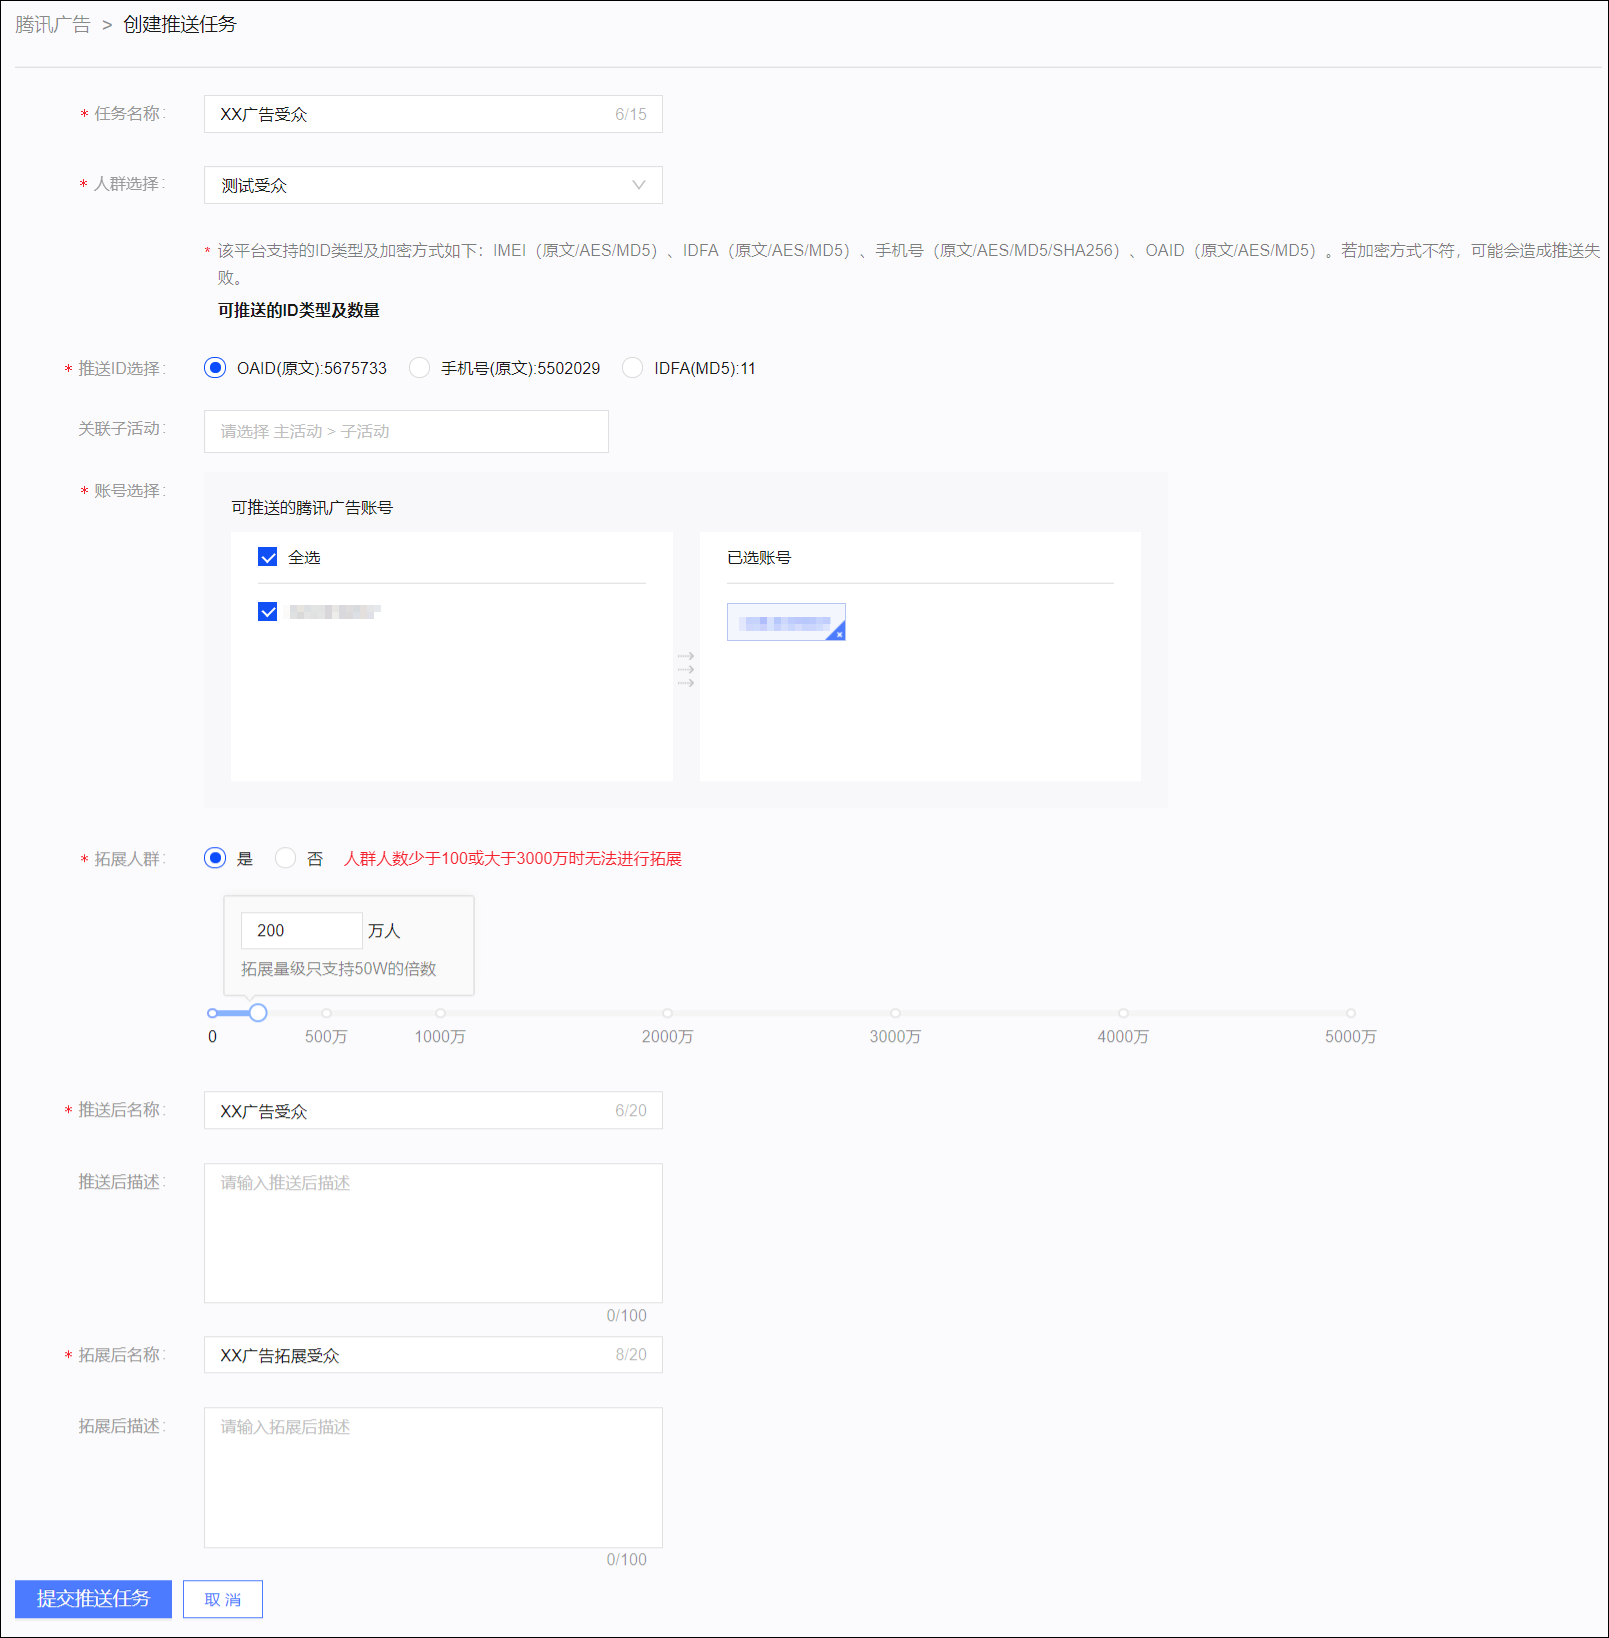 腾讯广告 > 创建推送任务
* 任务名称: XX广告受众 6/15
* 人群选择: 测试受众
* 该平台支持的ID类型及加密方式如下：IMEI（原文/AES/MD5）、IDFA（原文/AES/MD5）、手机号（原文/AES/MD5/SHA256）、OAID（原文/AES/MD5）。若加密方式不符，可能会造成推送失
败。
可推送的ID类型及数量
* 推送ID选择: OAID(原文):5675733 手机号(原文):5502029 IDFA(MD5):11
关联子活动: 请选择 主活动 > 子活动
* 账号选择:
可推送的腾讯广告账号
全选 已选账号
* 拓展人群: 是 否 人群人数少于100或大于3000万时无法进行拓展
200 万人
拓展量级只支持50W的倍数
0 500万 1000万 2000万 3000万 4000万 5000万
* 推送后名称: XX广告受众 6/20
推送后描述: 请输入推送后描述
0/100
* 拓展后名称: XX广告拓展受众 8/20
拓展后描述: 请输入拓展后描述
0/100
提交推送任务 取 消